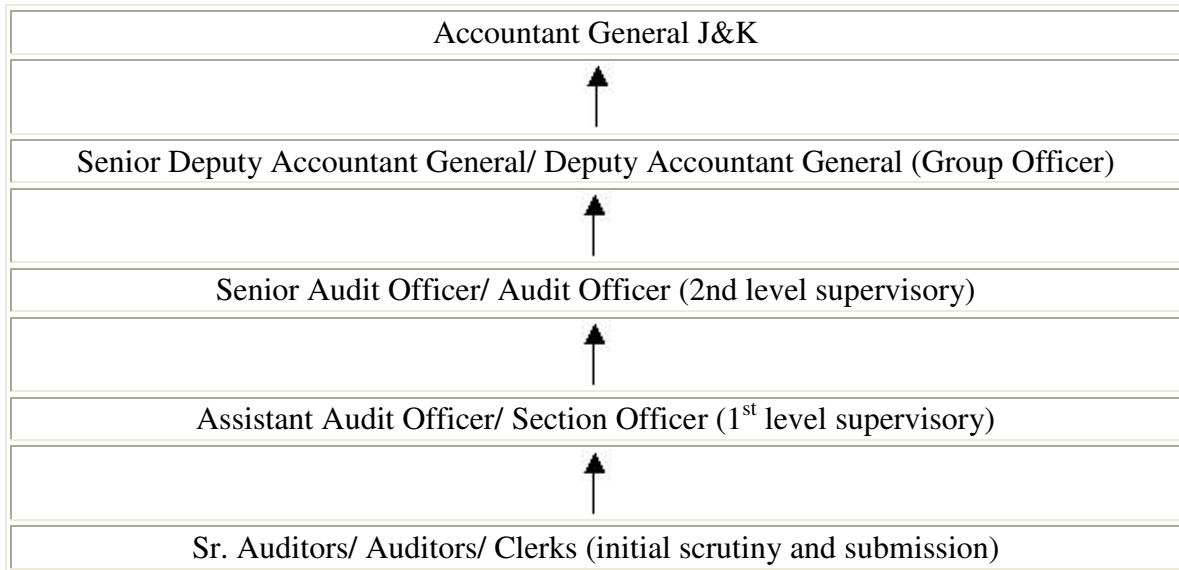 Accountant General J&K
Senior Deputy Accountant General/ Deputy Accountant General (Group Officer)
Senior Audit Officer/ Audit Officer (2nd level supervisory)
Assistant Audit Officer/ Section Officer (1st level supervisory)
Sr. Auditors/ Auditors/ Clerks (initial scrutiny and submission)